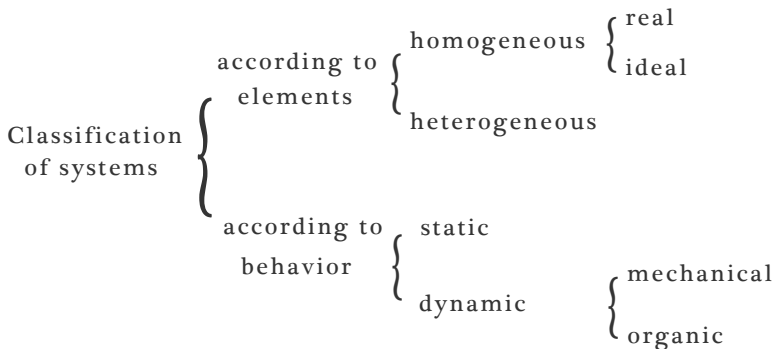 Classification
of systems
according to
elements
homogeneous
real
ideal
heterogeneous
according to
behavior
static
dynamic
mechanical
organic